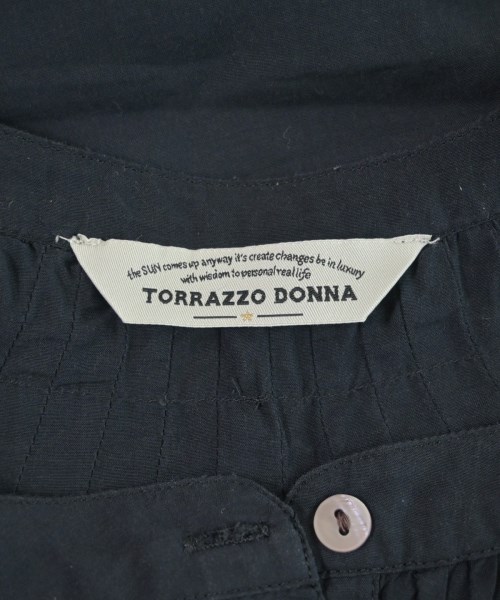 the SUN comes up anyway it's create changes be in luxury
with wisdom to personal real life
TORRAZZO DONNA